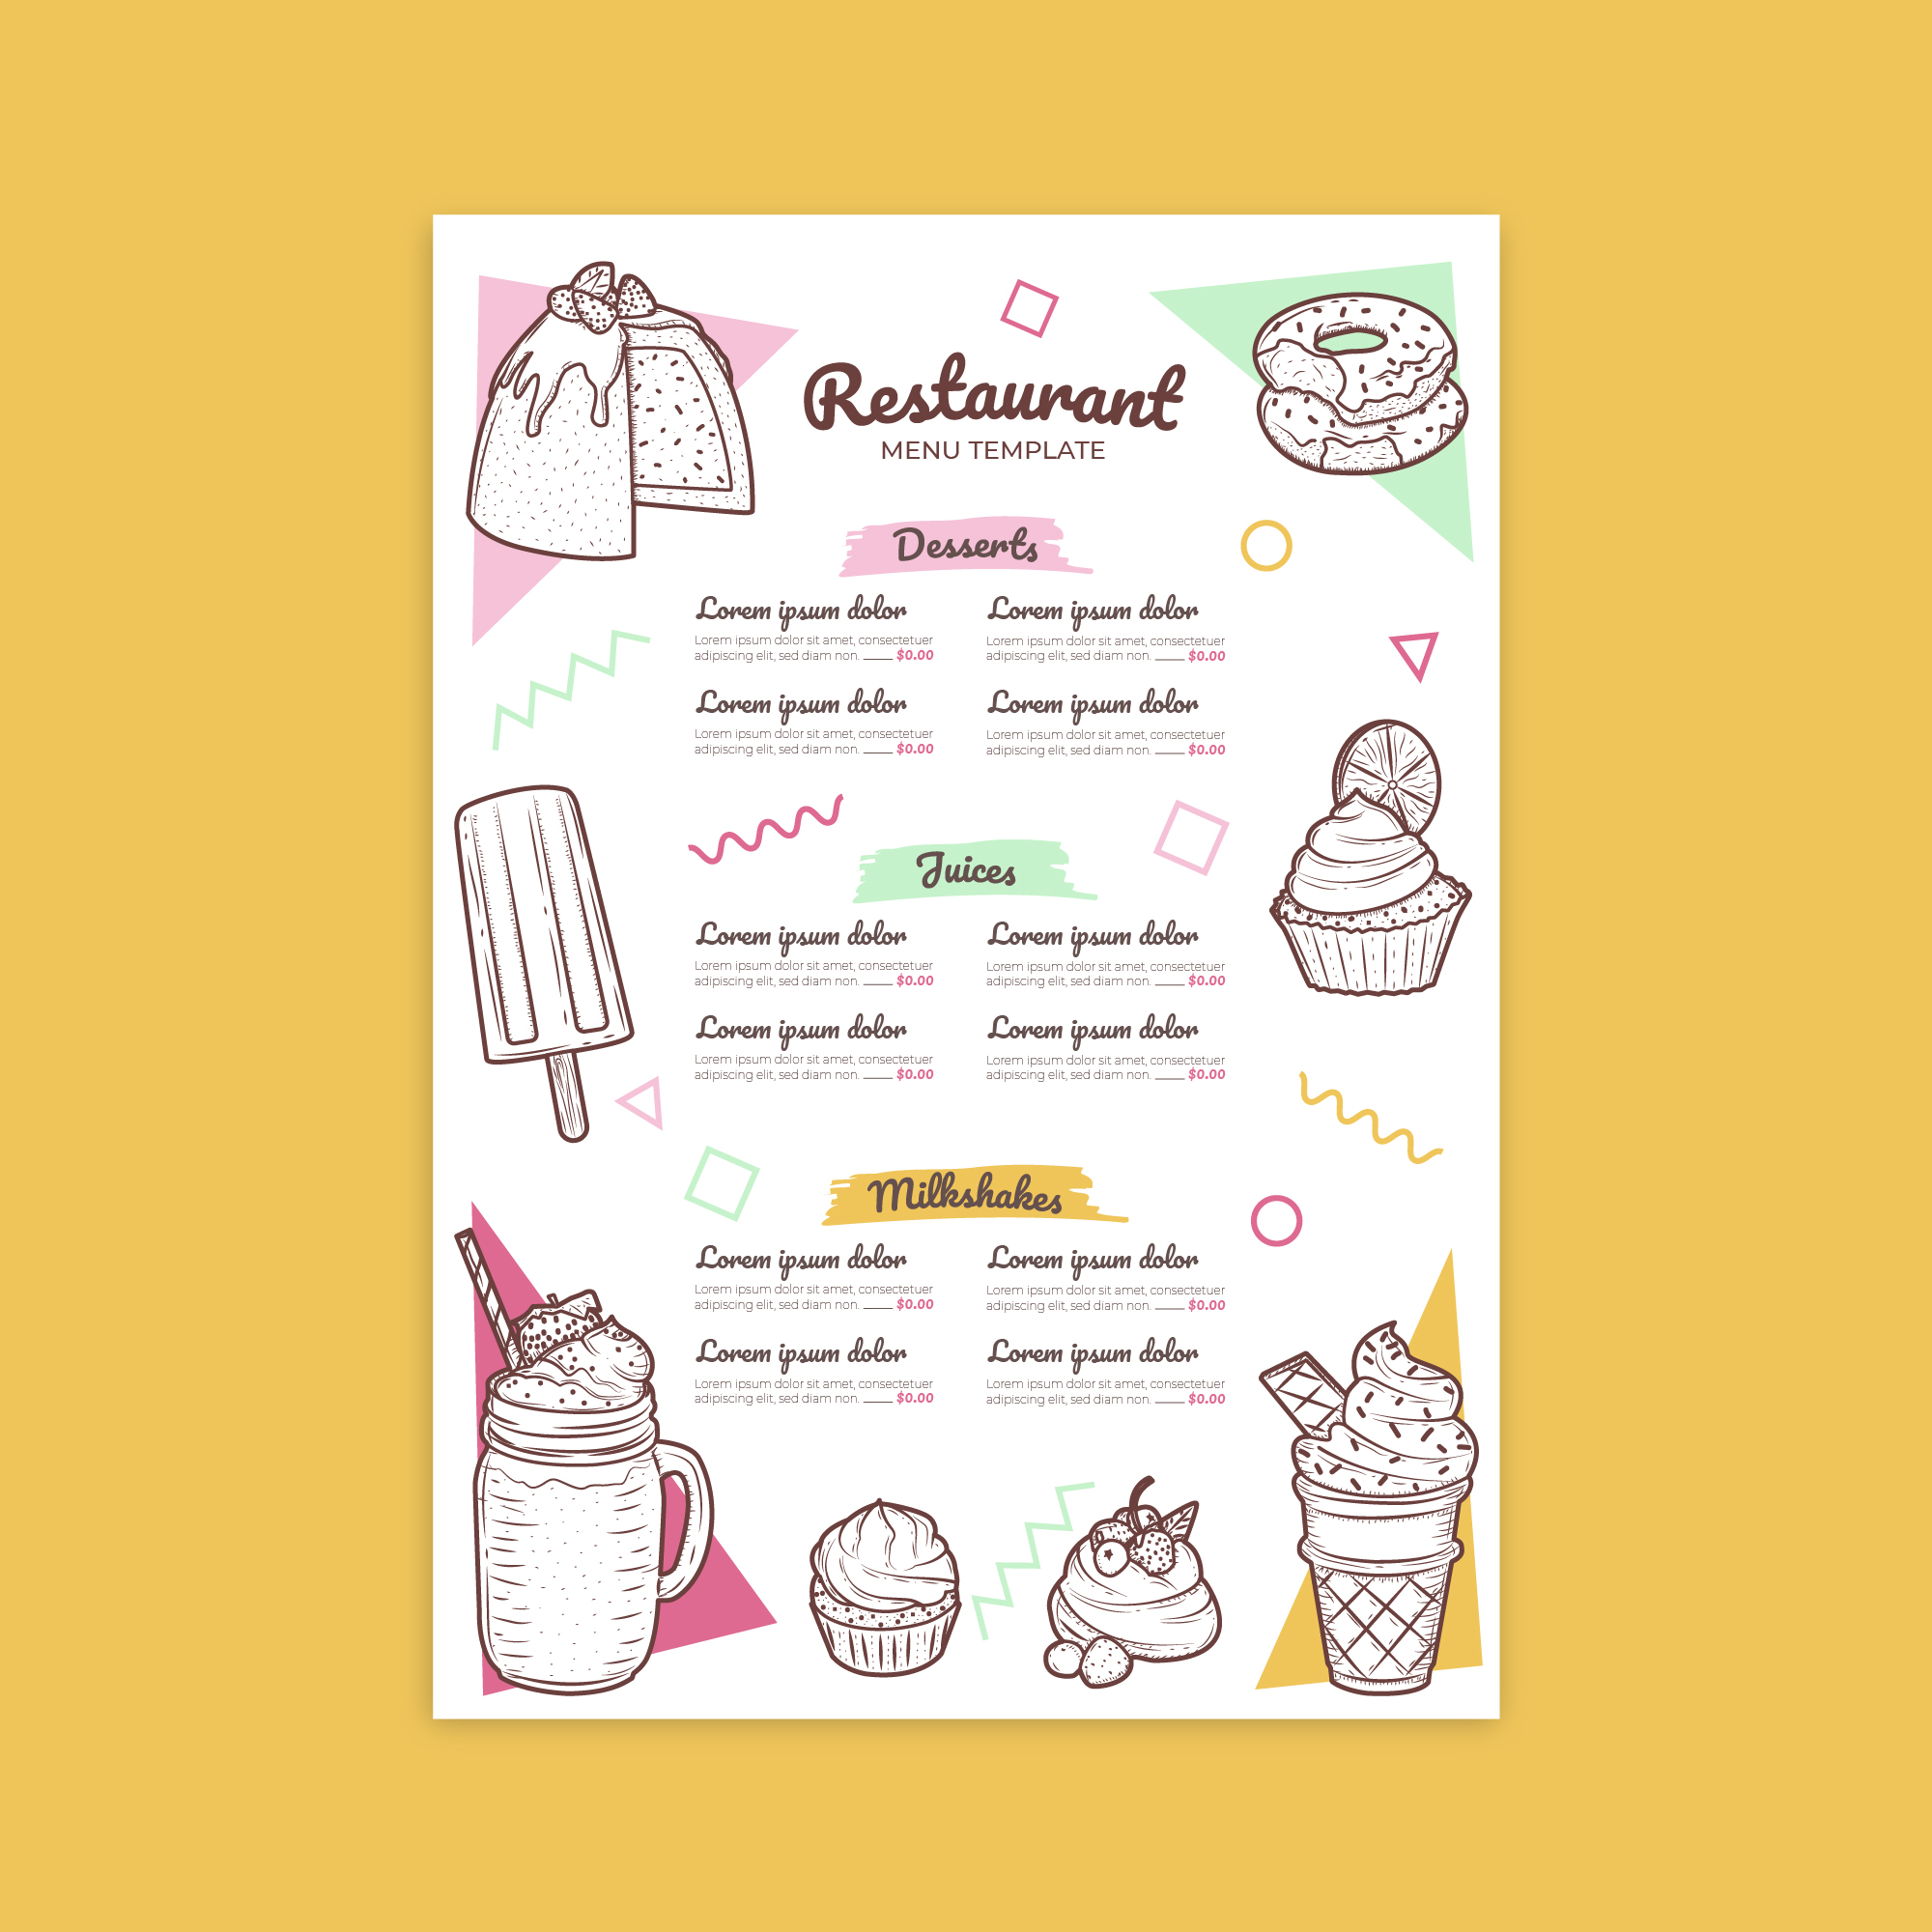 Restaurant
MENU TEMPLATE
Desserts
Lorem ipsum dolor
Lorem ipsum dolor sit amet, consectetuer
adipiscing elit, sed diam non. $0.00
Lorem ipsum dolor
Lorem ipsum dolor sit amet, consectetuer
adipiscing elit, sed diam non. $0.00
Lorem ipsum dolor
Lorem ipsum dolor sit amet, consectetuer
adipiscing elit, sed diam non. $0.00
Lorem ipsum dolor
Lorem ipsum dolor sit amet, consectetuer
adipiscing elit, sed diam non. $0.00
Juices
Lorem ipsum dolor
Lorem ipsum dolor sit amet, consectetuer
adipiscing elit, sed diam non. $0.00
Lorem ipsum dolor
Lorem ipsum dolor sit amet, consectetuer
adipiscing elit, sed diam non. $0.00
Lorem ipsum dolor
Lorem ipsum dolor sit amet, consectetuer
adipiscing elit, sed diam non. $0.00
Lorem ipsum dolor
Lorem ipsum dolor sit amet, consectetuer
adipiscing elit, sed diam non. $0.00
Milkshakes
Lorem ipsum dolor
Lorem ipsum dolor sit amet, consectetuer
adipiscing elit, sed diam non. $0.00
Lorem ipsum dolor
Lorem ipsum dolor sit amet, consectetuer
adipiscing elit, sed diam non. $0.00
Lorem ipsum dolor
Lorem ipsum dolor sit amet, consectetuer
adipiscing elit, sed diam non. $0.00
Lorem ipsum dolor
Lorem ipsum dolor sit amet, consectetuer
adipiscing elit, sed diam non. $0.00